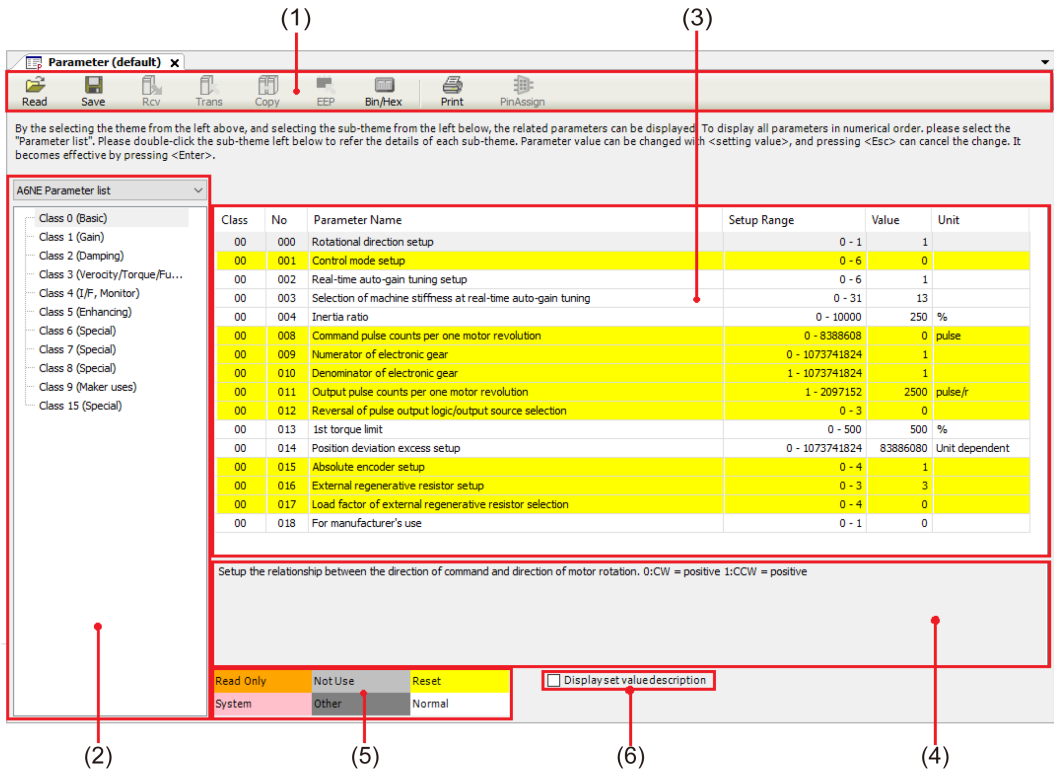 (1)
(3)
Parameter (default) x
Read Save Rcv Trans Copy EEP Bin/Hex Print PinAssign
By the selecting the theme from the left above, and selecting the sub-theme from the left below, the related parameters can be displayed. To display all parameters in numerical order. please select the
"Parameter list". Please double-click the sub-theme left below to refer the details of each sub-theme. Parameter value can be changed with <setting value>, and pressing <Esc> can cancel the change. It
becomes effective by pressing <Enter>.
A6NE Parameter list
Class 0 (Basic)
Class 1 (Gain)
Class 2 (Damping)
Class 3 (Verocity/Torque/Fu...
Class 4 (I/F, Monitor)
Class 5 (Enhancing)
Class 6 (Special)
Class 7 (Special)
Class 8 (Special)
Class 9 (Maker uses)
Class 15 (Special)
Class No Parameter Name Setup Range Value Unit
00 000 Rotational direction setup 0 - 1 1
00 001 Control mode setup 0 - 6 0
00 002 Real-time auto-gain tuning setup 0 - 6 1
00 003 Selection of machine stiffness at real-time auto-gain tuning 0 - 31 13
00 004 Inertia ratio 0 - 10000 250 %
00 008 Command pulse counts per one motor revolution 0 - 8388608 0 pulse
00 009 Numerator of electronic gear 0 - 1073741824 1
00 010 Denominator of electronic gear 1 - 1073741824 1
00 011 Output pulse counts per one motor revolution 1 - 2097152 2500 pulse/r
00 012 Reversal of pulse output logic/output source selection 0 - 3 0
00 013 1st torque limit 0 - 500 500 %
00 014 Position deviation excess setup 0 - 1073741824 83886080 Unit dependent
00 015 Absolute encoder setup 0 - 4 1
00 016 External regenerative resistor setup 0 - 3 3
00 017 Load factor of external regenerative resistor selection 0 - 4 0
00 018 For manufacturer's use 0 - 1 0
Setup the relationship between the direction of command and direction of motor rotation. 0:CW = positive 1:CCW = positive
Read Only Not Use Reset
System Other Normal
Display set value description
(2)
(5)
(6)
(4)